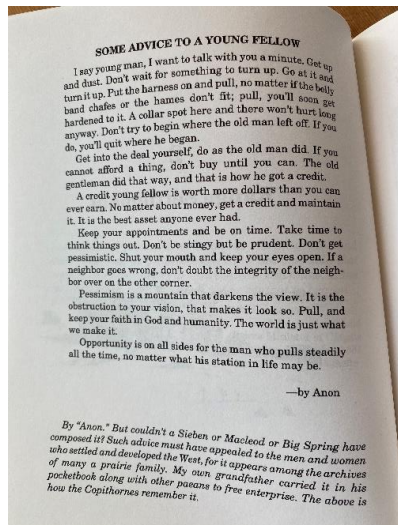 SOME ADVICE TO A YOUNG FELLOW
I say young man, I want to talk with you a minute. Get up
and dust. Don't wait for something to turn up. Go at it and
turn it up. Put the harness on and pull, no matter if the belly
band chafes or the hames don't fit; pull, you'll soon get
hardened to it. A collar spot here and there won't hurt long
anyway. Don't try to begin where the old man left off. If you
do, you'll quit where he began.
Get into the deal yourself, do as the old man did. If you
cannot afford a thing, don't buy until you can. The old
gentleman did that way, and that is how he got a credit.
A credit young fellow is worth more dollars than you can
ever earn. No matter about money, get a credit and maintain
it. It is the best asset anyone ever had.
Keep your appointments and be on time. Take time to
think things out. Don't be stingy but be prudent. Don't get
pessimistic. Shut your mouth and keep your eyes open. If a
neighbor goes wrong, don't doubt the integrity of the neigh-
bor over on the other corner.
Pessimism is a mountain that darkens the view. It is the
obstruction to your vision, that makes it look so. Pull, and
keep your faith in God and humanity. The world is just what
we make it.
Opportunity is on all sides for the man who pulls steadily
all the time, no matter what his station in life may be.
—by Anon
By "Anon." But couldn't a Sieben or Macleod or Big Spring have
composed it? Such advice must have appealed to the men and women
who settled and developed the West, for it appears among the archives
of many a prairie family. My own grandfather carried it in his
pocketbook along with other paeans to free enterprise. The above is
how the Copithornes remember it.